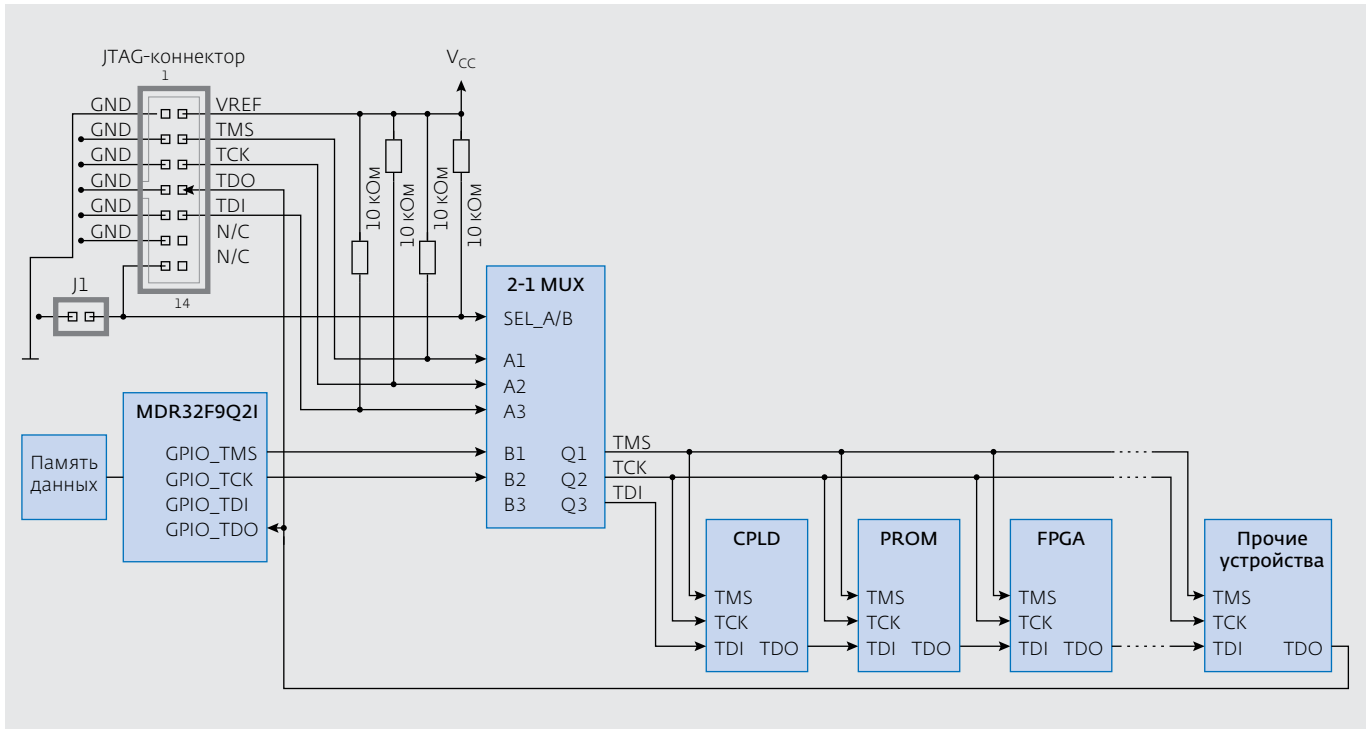 JTAG-коннектор
1
V_CC
GND VREF
GND TMS
GND TCK
GND TDO
GND TDI
GND N/C
N/C
14
10 кОм
10 кОм
10 кОм
10 кОм
J1
2-1 MUX
SEL_A/B
A1
A2
A3
B1 Q1
B2 Q2
B3 Q3
MDR32F9Q2I
GPIO_TMS
GPIO_TCK
GPIO_TDI
GPIO_TDO
Память
данных
TMS
TCK
TDI
CPLD
TMS
TCK
TDI TDO
PROM
TMS
TCK
TDI TDO
FPGA
TMS
TCK
TDI TDO
Прочие
устройства
TMS
TCK
TDI TDO